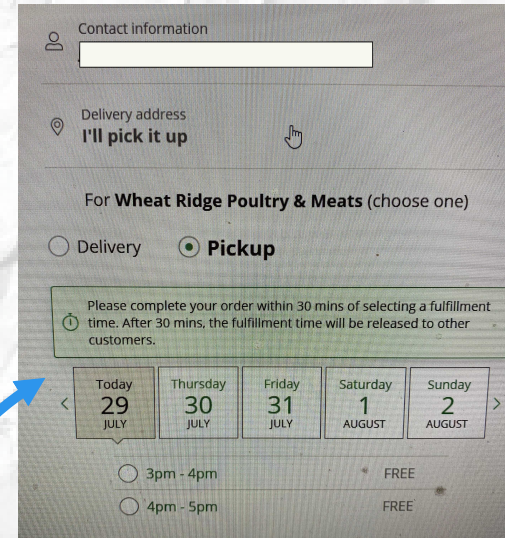 Contact information
Delivery address
I'll pick it up
For Wheat Ridge Poultry & Meats (choose one)
Delivery Pickup
Please complete your order within 30 mins of selecting a fulfillment
time. After 30 mins, the fulfillment time will be released to other
customers.
Today Thursday Friday Saturday Sunday
29 30 31 1 2
JULY JULY JULY AUGUST AUGUST
3pm - 4pm FREE
4pm - 5pm FREE